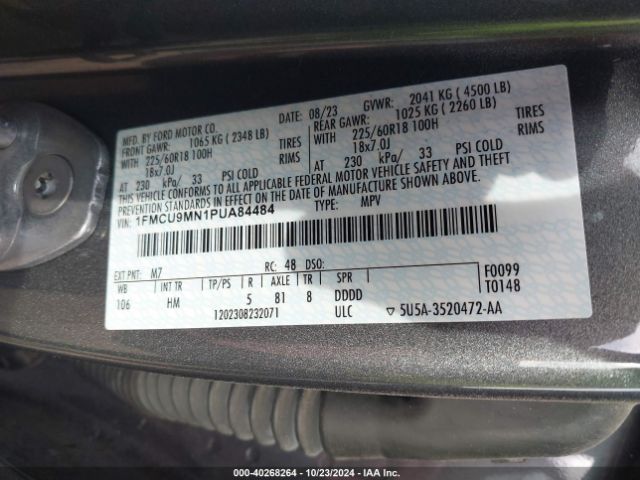 MFD. BY FORD MOTOR CO.
DATE: 08/23 GVWR: 2041 KG ( 4500 LB)
FRONT GAWR: 1065 KG ( 2348 LB) REAR GAWR: 1025 KG ( 2260 LB)
WITH 225/60R18 100H TIRES 225/60R18 100H TIRES
18x7.0J RIMS WITH 18x7.0J RIMS
AT 230 kPa/ 33 PSI COLD AT 230 kPa/ 33 PSI COLD
THIS VEHICLE CONFORMS TO ALL APPLICABLE FEDERAL MOTOR VEHICLE SAFETY AND THEFT
PREVENTION STANDARDS IN EFFECT ON THE DATE OF MANUFACTURE SHOWN ABOVE.
VIN: 1FMCU9MN1PUA84484 TYPE: MPV
EXT PNT: M7 RC: 48 DSO: F0099
WB INT TR TP/PS R AXLE TR SPR T0148
106 HM 5 81 8 DDDD
1202308232071 ULC ▽ 5U5A-3520472-AA
000-40268264 - 10/23/2024 - IAA Inc.